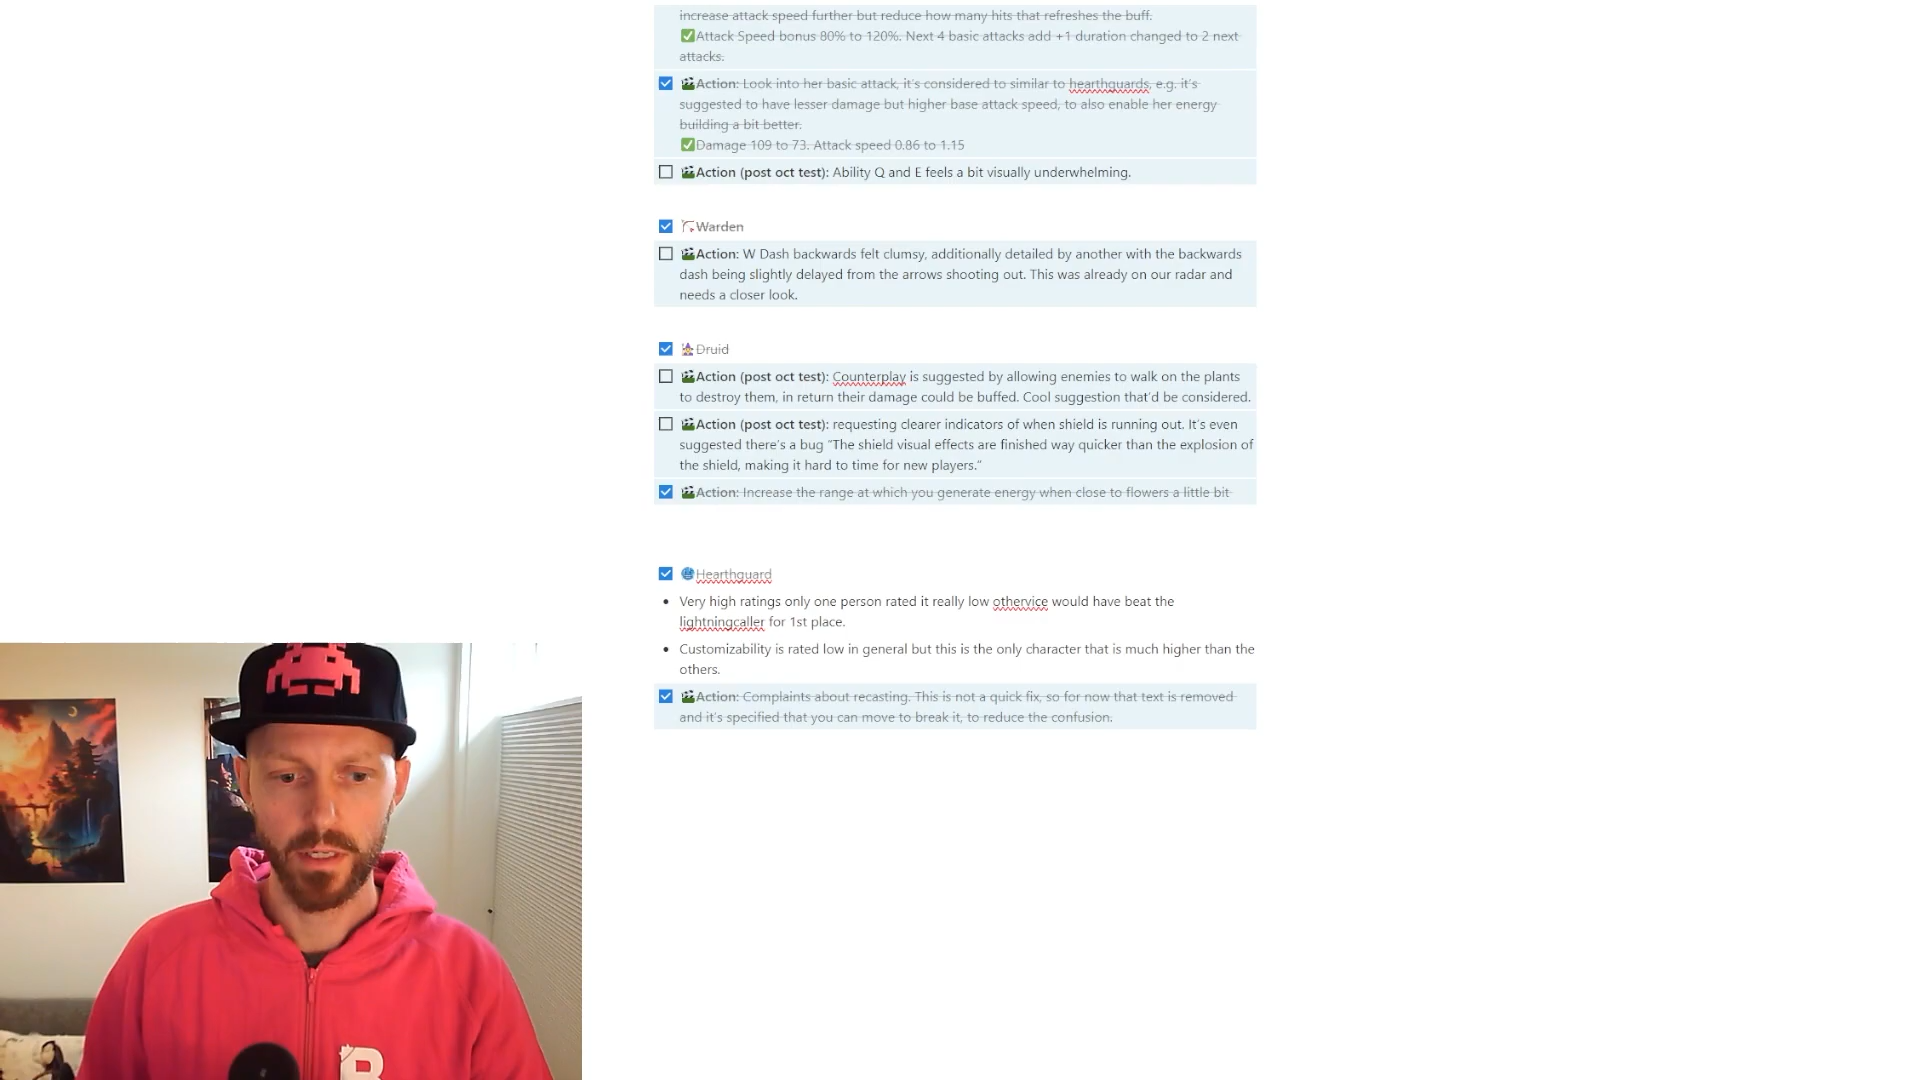 increase attack speed further but reduce how many hits that refreshes the buff.
✅Attack Speed bonus 80% to 120%. Next 4 basic attacks add +1 duration changed to 2 next
attacks.
🎬Action: Look into her basic attack, it's considered to similar to hearthguards, e.g. it's
suggested to have lesser damage but higher base attack speed, to also enable her energy
building a bit better.
✅Damage 109 to 73. Attack speed 0.86 to 1.15
🎬Action (post oct test): Ability Q and E feels a bit visually underwhelming.
Warden
🎬Action: W Dash backwards felt clumsy, additionally detailed by another with the backwards
dash being slightly delayed from the arrows shooting out. This was already on our radar and
needs a closer look.
Druid
🎬Action (post oct test): Counterplay is suggested by allowing enemies to walk on the plants
to destroy them, in return their damage could be buffed. Cool suggestion that'd be considered.
🎬Action (post oct test): requesting clearer indicators of when shield is running out. It's even
suggested there's a bug "The shield visual effects are finished way quicker than the explosion of
the shield, making it hard to time for new players."
🎬Action: Increase the range at which you generate energy when close to flowers a little bit
Hearthguard
• Very high ratings only one person rated it really low othervice would have beat the
lightningcaller for 1st place.
• Customizability is rated low in general but this is the only character that is much higher than the
others.
🎬Action: Complaints about recasting. This is not a quick fix, so for now that text is removed
and it's specified that you can move to break it, to reduce the confusion.
B